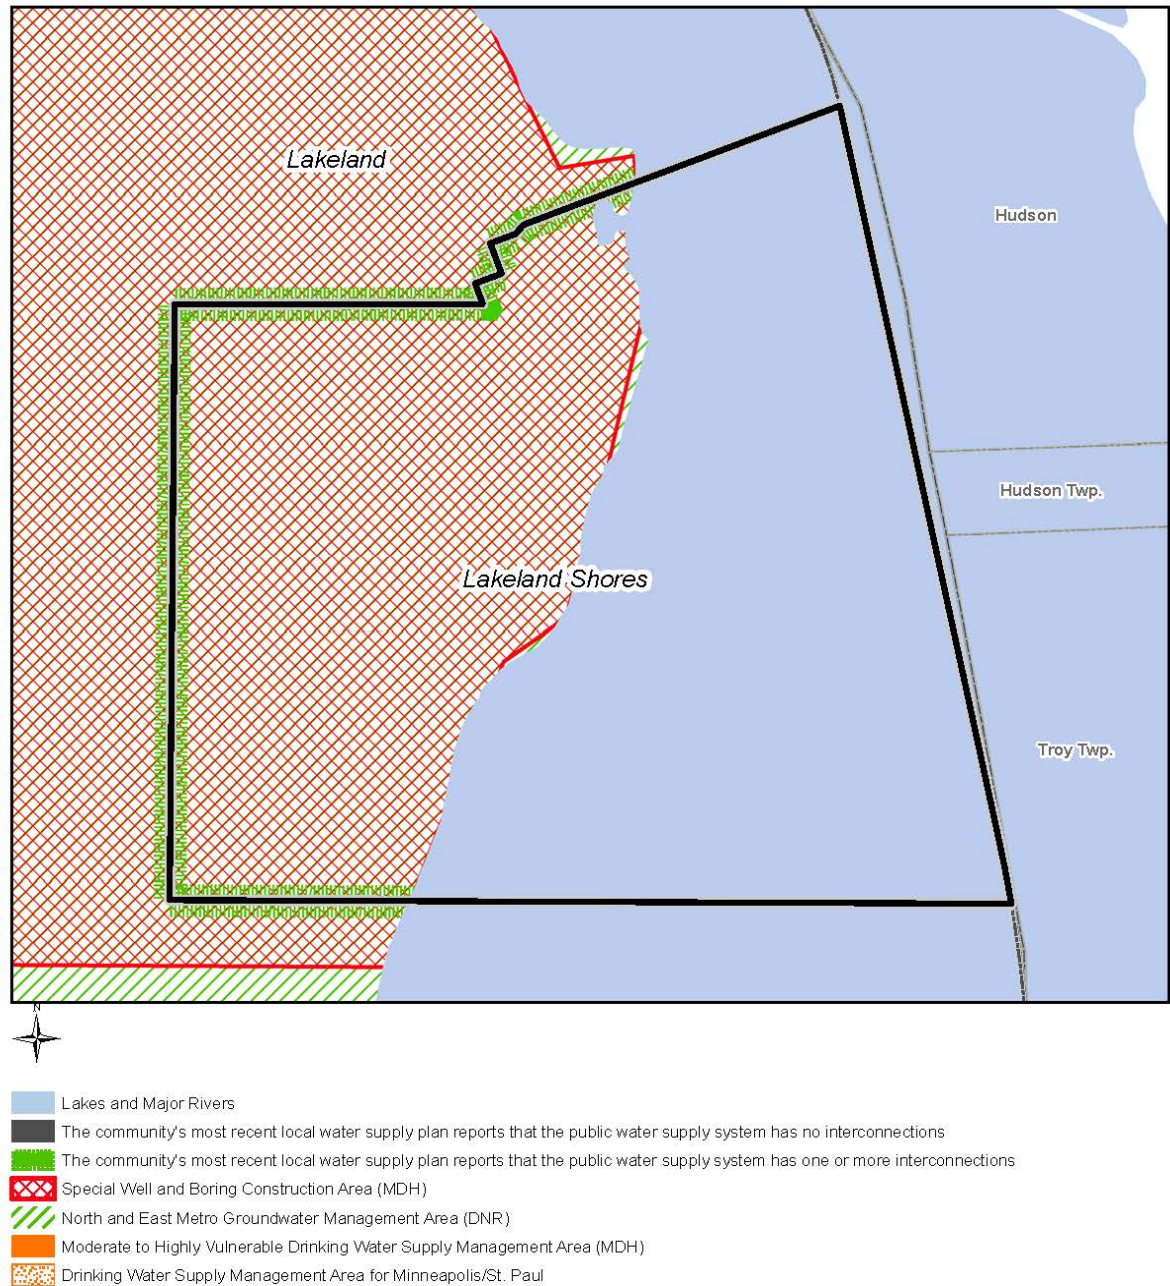 Lakeland
Hudson
Hudson Twp.
Lakeland Shores
Troy Twp.
N
Lakes and Major Rivers
The community's most recent local water supply plan reports that the public water supply system has no interconnections
The community's most recent local water supply plan reports that the public water supply system has one or more interconnections
Special Well and Boring Construction Area (MDH)
North and East Metro Groundwater Management Area (DNR)
Moderate to Highly Vulnerable Drinking Water Supply Management Area (MDH)
Drinking Water Supply Management Area for Minneapolis/St. Paul